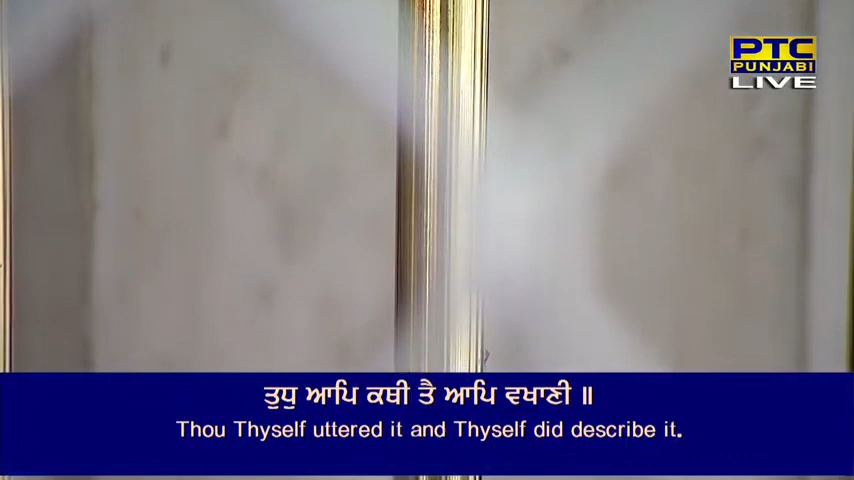 PTC
PUNJABI
LIVE
ਤੁਧੁ ਆਪਿ ਕਥੀ ਤੈ ਆਪਿ ਵਖਾਣੀ ॥
Thou Thyself uttered it and Thyself did describe it.